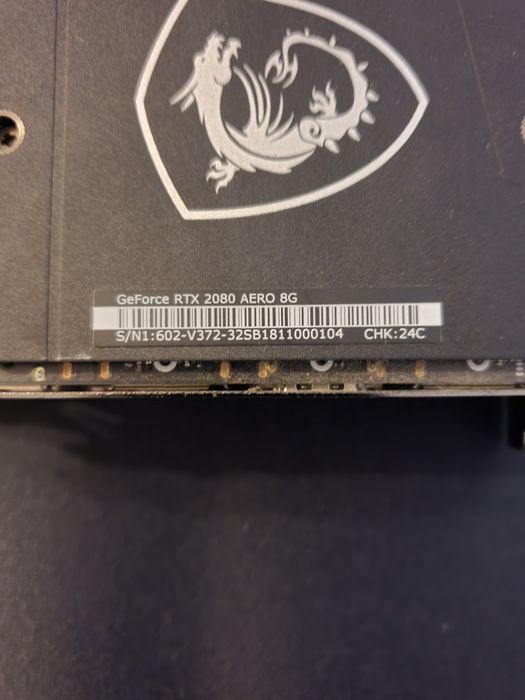 GeForce RTX 2080 AERO 8G
S/N1:602-V372-32SB1811000104 CHK:24C